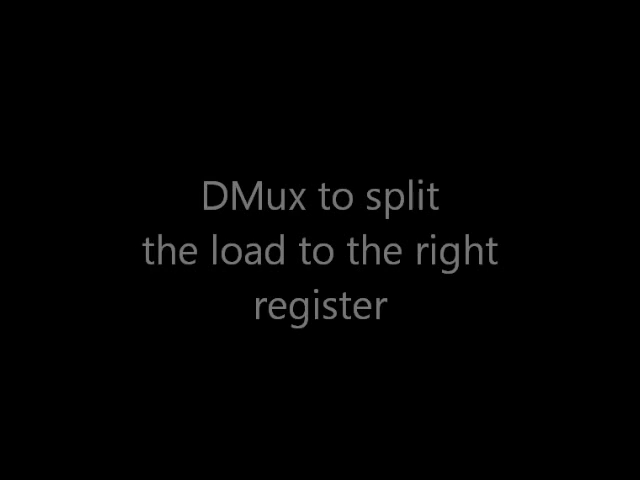 DMux to split
the load to the right
register